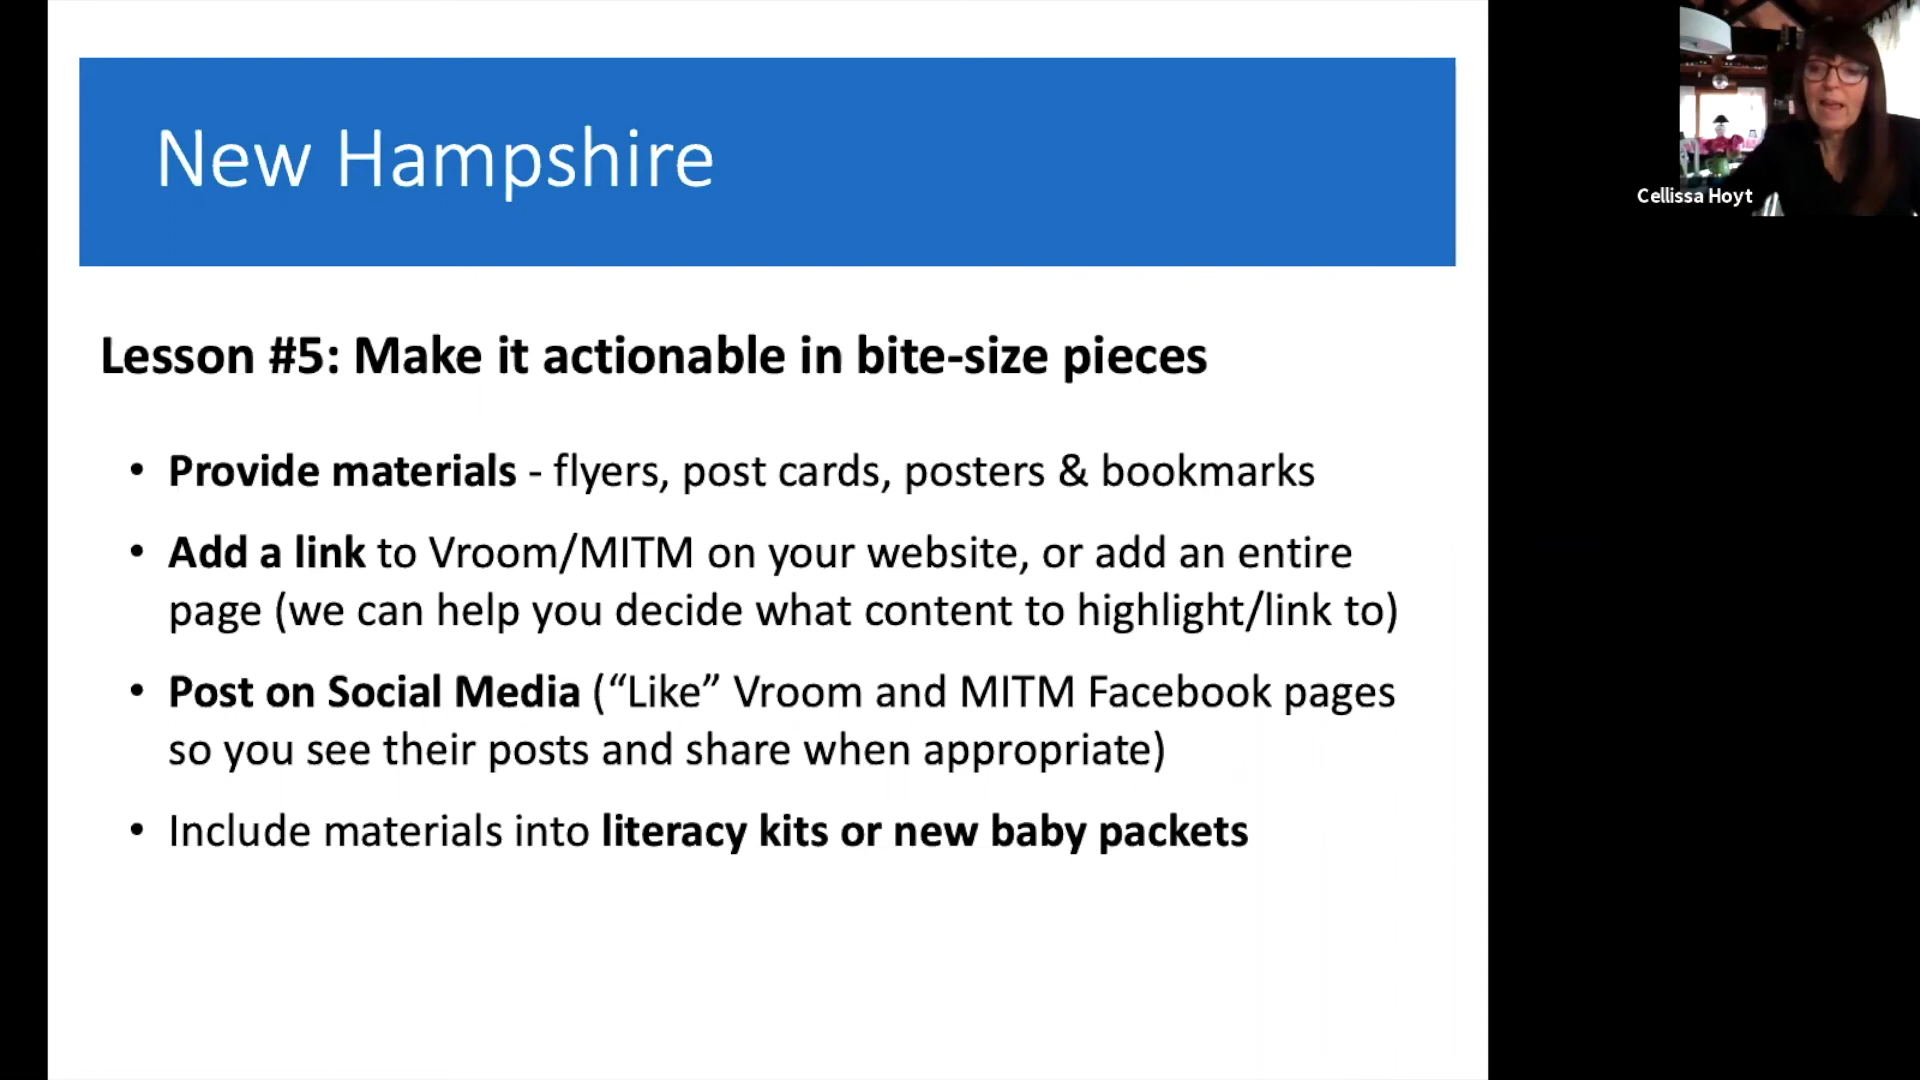 New Hampshire
Cellissa Hoyt
Lesson #5: Make it actionable in bite-size pieces
• Provide materials - flyers, post cards, posters & bookmarks
• Add a link to Vroom/MITM on your website, or add an entire
page (we can help you decide what content to highlight/link to)
• Post on Social Media (“Like” Vroom and MITM Facebook pages
so you see their posts and share when appropriate)
• Include materials into literacy kits or new baby packets